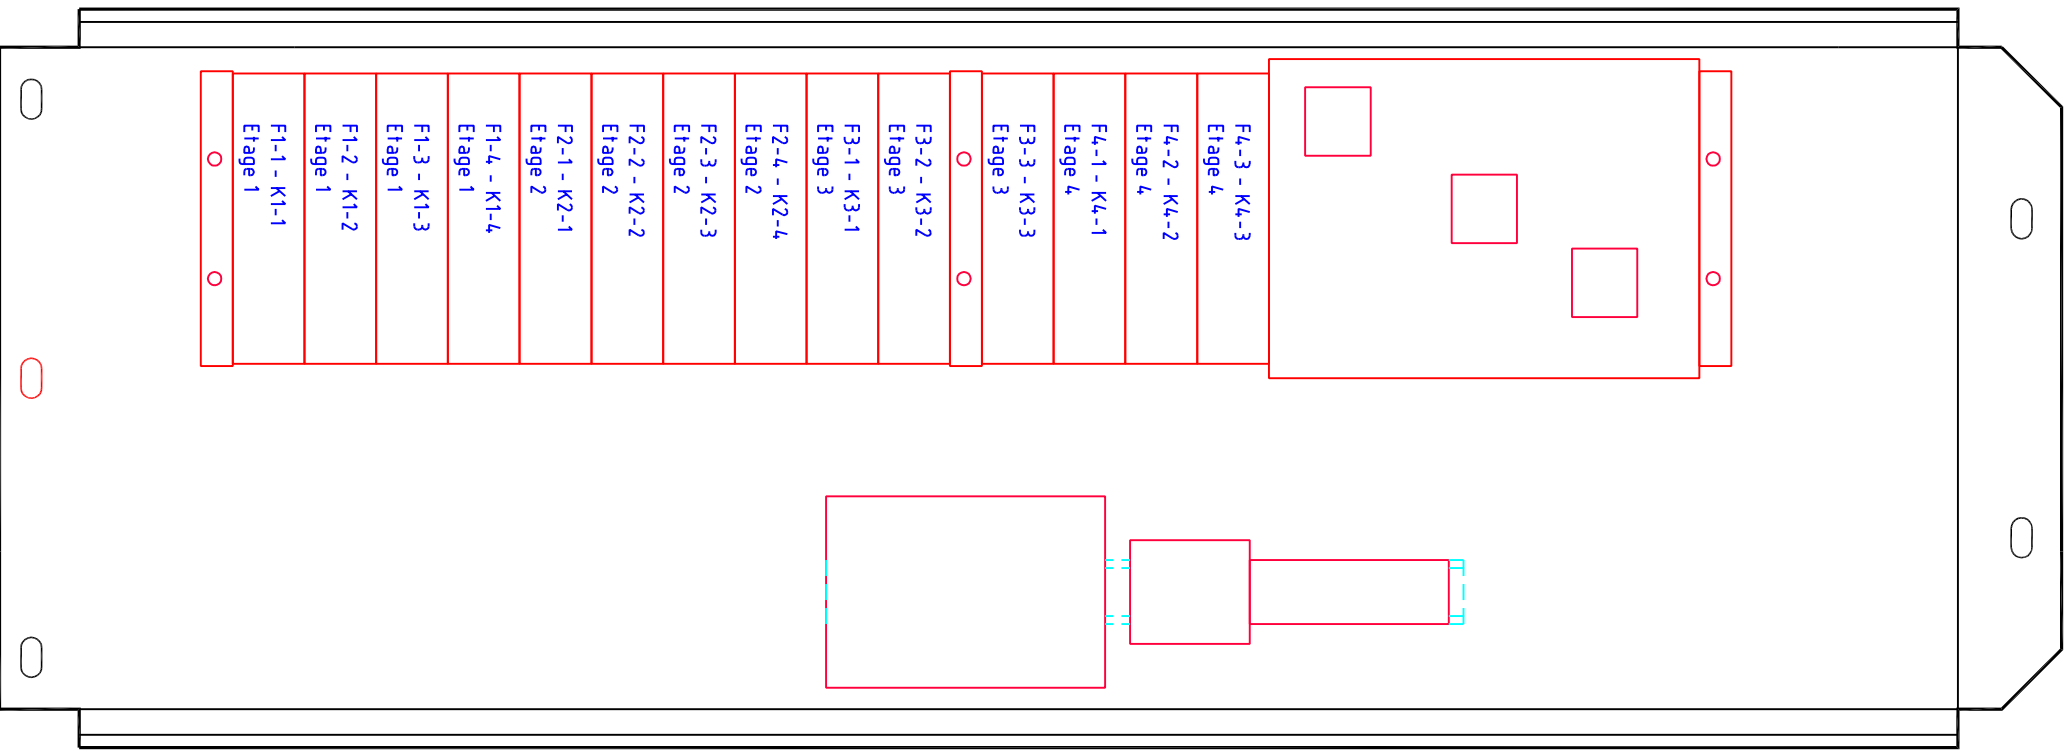 F1-1 - K1-1
Etage 1
F1-2 - K1-2
Etage 1
F1-3 - K1-3
Etage 1
F1-4 - K1-4
Etage 1
F2-1 - K2-1
Etage 2
F2-2 - K2-2
Etage 2
F2-3 - K2-3
Etage 2
F2-4 - K2-4
Etage 2
F3-1 - K3-1
Etage 3
F3-2 - K3-2
Etage 3
F3-3 - K3-3
Etage 3
F4-1 - K4-1
Etage 4
F4-2 - K4-2
Etage 4
F4-3 - K4-3
Etage 4